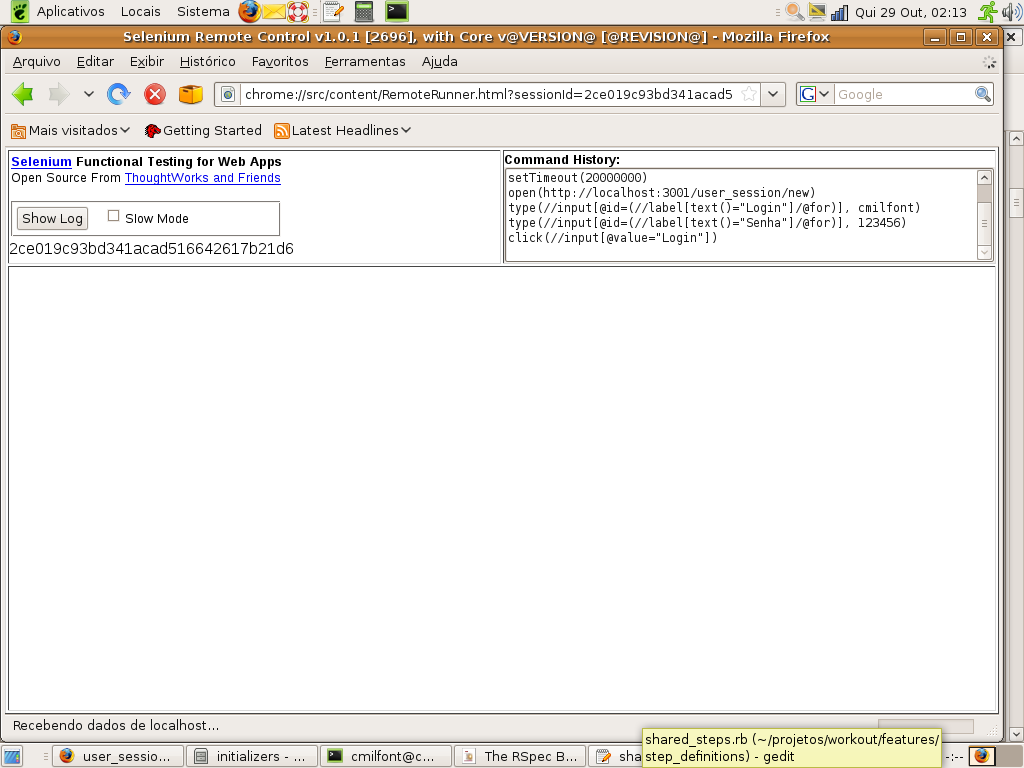 Aplicativos Locais Sistema Qui 29 Out, 02:13
Selenium Remote Control v1.0.1 [2696], with Core v@VERSION@ [@REVISION@] - Mozilla Firefox
Arquivo Editar Exibir Histórico Favoritos Ferramentas Ajuda
chrome://src/content/RemoteRunner.html?sessionId=2ce019c93bd341acad5 G Google
Mais visitados Getting Started Latest Headlines
Selenium Functional Testing for Web Apps
Open Source From ThoughtWorks and Friends
Show Log Slow Mode
2ce019c93bd341acad516642617b21d6
Command History:
setTimeout(20000000)
open(http://localhost:3001/user_session/new)
type(//input[@id=(//label[text()="Login"]/@for)], cmilfont)
type(//input[@id=(//label[text()="Senha"]/@for)], 123456)
click(//input[@value="Login"])
Recebendo dados de localhost...
shared_steps.rb (~/projetos/workout/features/
step_definitions) - gedit
user_sessio... initializers - ... cmilfont@c... The RSpec B... sha -:--